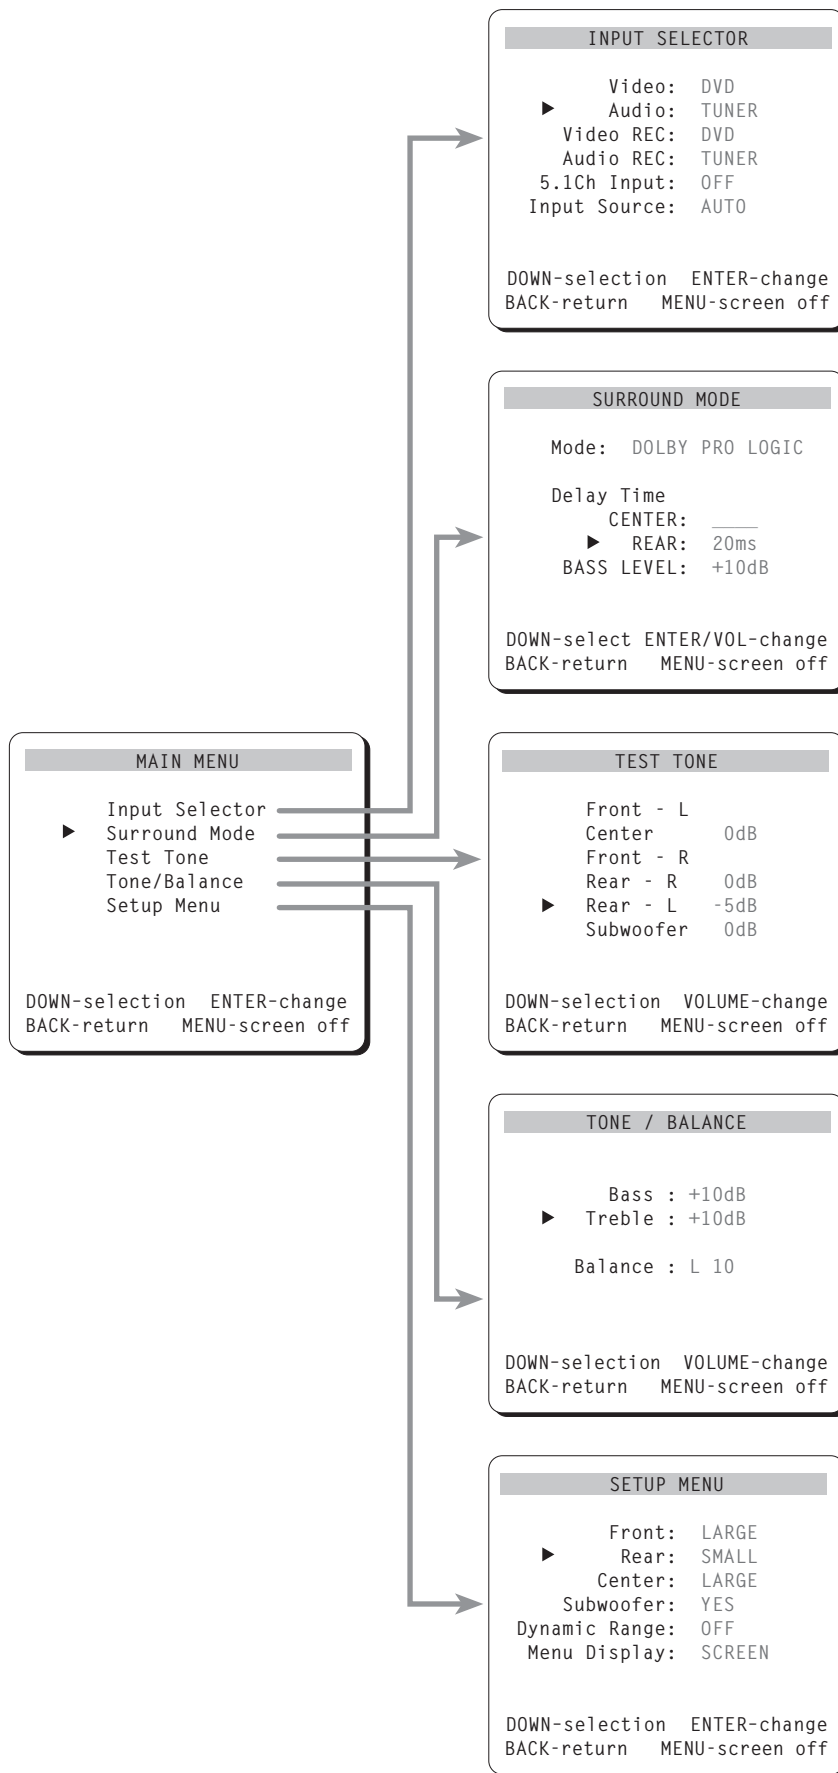 INPUT SELECTOR
Video: DVD
▶ Audio: TUNER
Video REC: DVD
Audio REC: TUNER
5.1Ch Input: OFF
Input Source: AUTO
DOWN-selection ENTER-change
BACK-return MENU-screen off
SURROUND MODE
Mode: DOLBY PRO LOGIC
Delay Time
CENTER: ____
▶ REAR: 20ms
BASS LEVEL: +10dB
DOWN-select ENTER/VOL-change
BACK-return MENU-screen off
MAIN MENU
Input Selector
▶ Surround Mode
Test Tone
Tone/Balance
Setup Menu
DOWN-selection ENTER-change
BACK-return MENU-screen off
TEST TONE
Front - L
Center 0dB
Front - R
Rear - R 0dB
▶ Rear - L -5dB
Subwoofer 0dB
DOWN-selection VOLUME-change
BACK-return MENU-screen off
TONE / BALANCE
Bass : +10dB
▶ Treble : +10dB
Balance : L 10
DOWN-selection VOLUME-change
BACK-return MENU-screen off
SETUP MENU
Front: LARGE
▶ Rear: SMALL
Center: LARGE
Subwoofer: YES
Dynamic Range: OFF
Menu Display: SCREEN
DOWN-selection ENTER-change
BACK-return MENU-screen off